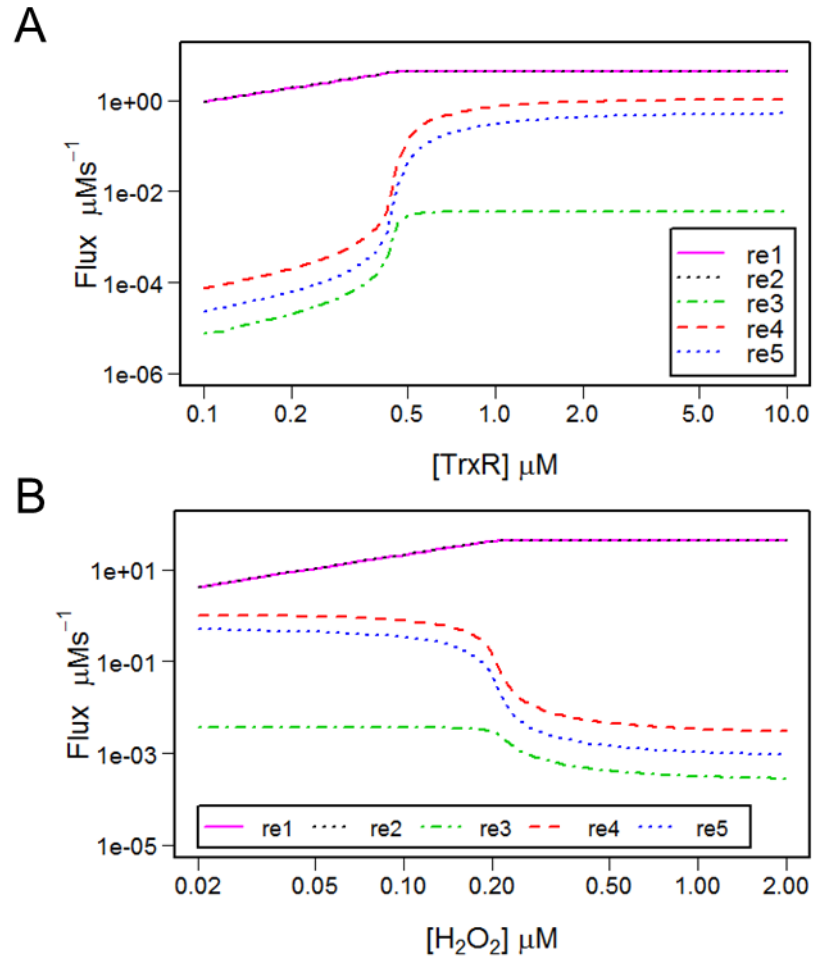 A
Flux μMs⁻¹
1e+00
1e-02
1e-04
1e-06
re1
re2
re3
re4
re5
0.1 0.2 0.5 1.0 2.0 5.0 10.0
[TrxR] μM
B
Flux μMs⁻¹
1e+01
1e-01
1e-03
1e-05
re1 re2 re3 re4 re5
0.02 0.05 0.10 0.20 0.50 1.00 2.00
[H₂O₂] μM